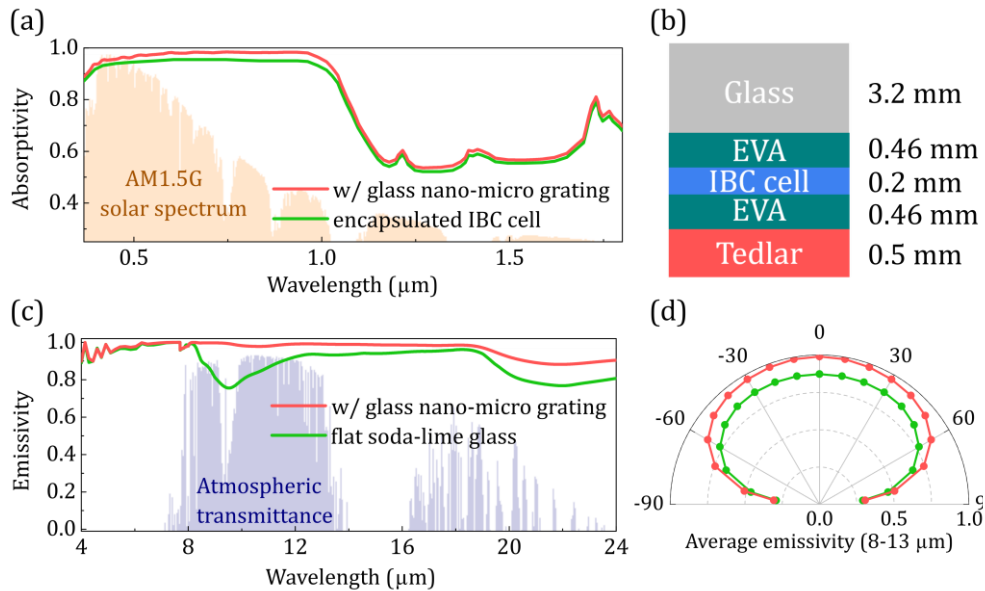 (a)
1.0
0.8
0.6
0.4
Absorptivity
AM1.5G
solar spectrum
w/ glass nano-micro grating
encapsulated IBC cell
0.5
1.0
1.5
Wavelength (μm)
(b)
Glass
3.2 mm
EVA
0.46 mm
IBC cell
0.2 mm
EVA
0.46 mm
Tedlar
0.5 mm
(c)
1.0
0.8
0.6
0.4
0.2
0.0
Emissivity
w/ glass nano-micro grating
flat soda-lime glass
Atmospheric
transmittance
4
8
12
16
20
24
Wavelength (μm)
(d)
0
-30
30
-60
60
-90
9
0.0
0.5
1.0
Average emissivity (8-13 μm)